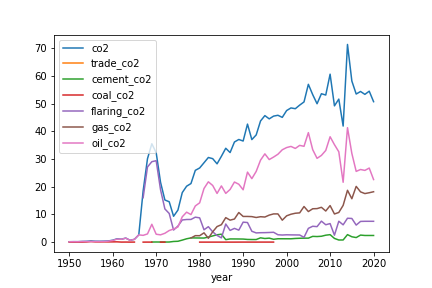 co2
trade_co2
cement_co2
coal_co2
flaring_co2
gas_co2
oil_co2
70
60
50
40
30
20
10
0
1950 1960 1970 1980 1990 2000 2010 2020
year